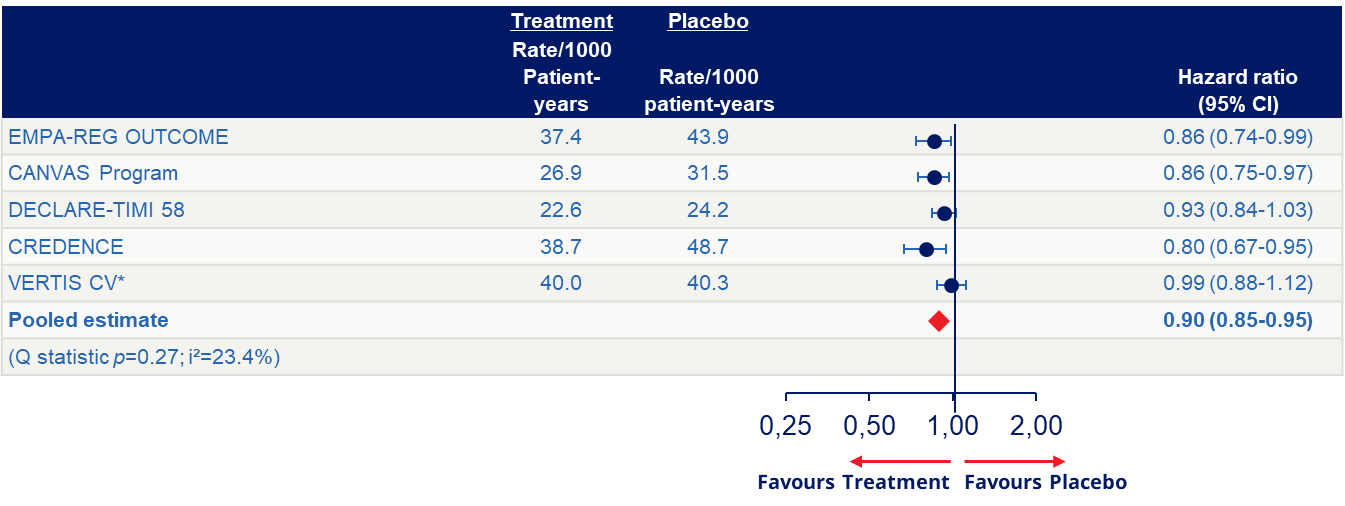 Treatment Placebo
Rate/1000
Patient- Rate/1000 Hazard ratio
years patient-years (95% CI)
EMPA-REG OUTCOME 37.4 43.9 0.86 (0.74-0.99)
CANVAS Program 26.9 31.5 0.86 (0.75-0.97)
DECLARE-TIMI 58 22.6 24.2 0.93 (0.84-1.03)
CREDENCE 38.7 48.7 0.80 (0.67-0.95)
VERTIS CV* 40.0 40.3 0.99 (0.88-1.12)
Pooled estimate 0.90 (0.85-0.95)
(Q statistic p=0.27; i²=23.4%)
0,25 0,50 1,00 2,00
Favours Treatment Favours Placebo